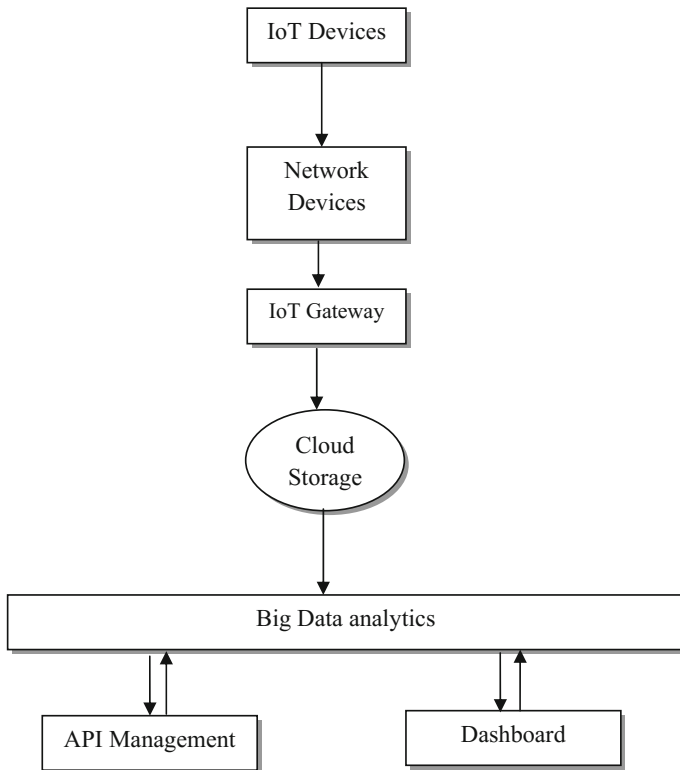 IoT Devices
Network
Devices
IoT Gateway
Cloud
Storage
Big Data analytics
API Management
Dashboard